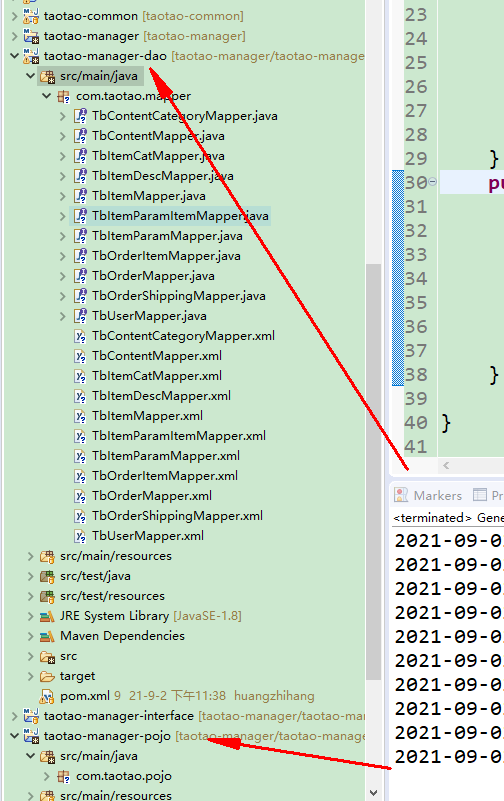 taotao-common [taotao-common]
taotao-manager [taotao-manager]
taotao-manager-dao [taotao-manager/taotao-manage
src/main/java
com.taotao.mapper
TbContentCategoryMapper.java
TbContentMapper.java
TbItemCatMapper.java
TbItemDescMapper.java
TbItemMapper.java
TbItemParamItemMapper.java
TbItemParamMapper.java
TbOrderItemMapper.java
TbOrderMapper.java
TbOrderShippingMapper.java
TbUserMapper.java
TbContentCategoryMapper.xml
TbContentMapper.xml
TbItemCatMapper.xml
TbItemDescMapper.xml
TbItemMapper.xml
TbItemParamItemMapper.xml
TbItemParamMapper.xml
TbOrderItemMapper.xml
TbOrderMapper.xml
TbOrderShippingMapper.xml
TbUserMapper.xml
src/main/resources
src/test/java
src/test/resources
JRE System Library [JavaSE-1.8]
Maven Dependencies
src
target
pom.xml 9 21-9-2 下午11:38 huangzhihang
taotao-manager-interface [taotao-manager/taotao-ma
taotao-manager-pojo [taotao-manager/taotao-manag
src/main/java
com.taotao.pojo
src/main/resources
23
24
25
26
27
28
29 }
30 pu
31
32
33
34
35
36
37
38 }
39
40 }
41
Markers Pr
<terminated> Gene
2021-09-0
2021-09-0
2021-09-0
2021-09-0
2021-09-0
2021-09-0
2021-09-0
2021-09-0
2021-09-0
2021-09-0